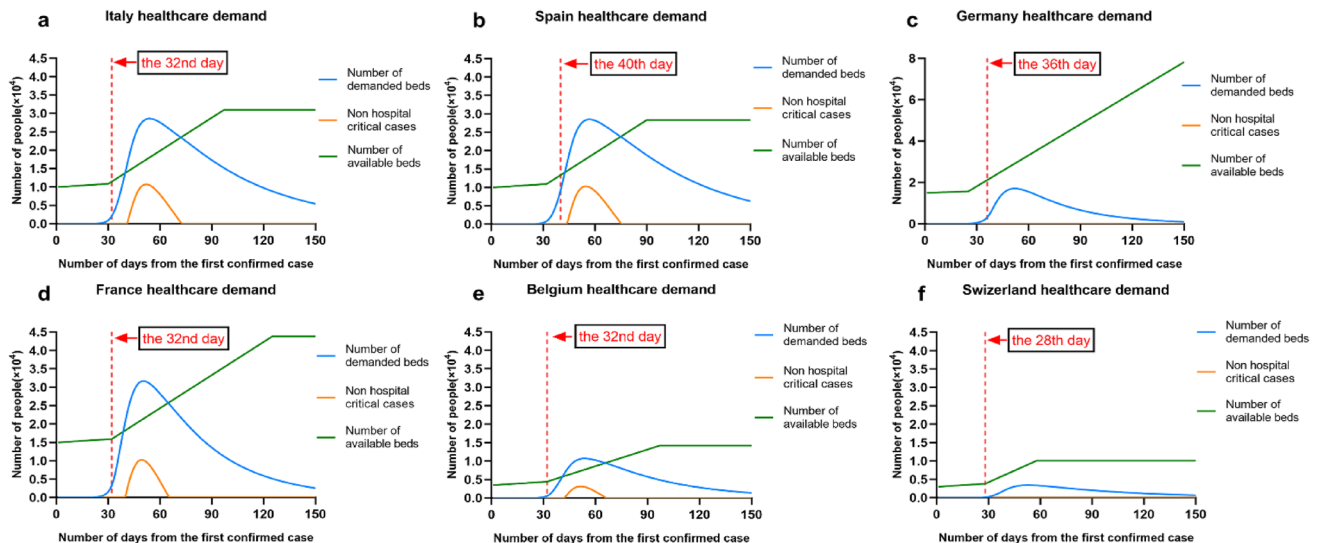 a
Italy healthcare demand
Number of people(×10⁴)
4.5
4.0
3.5
3.0
2.5
2.0
1.5
1.0
0.5
0.0
0
30
60
90
120
150
Number of days from the first confirmed case
the 32nd day
Number of
demanded beds
Non hospital
critical cases
Number of
available beds
b
Spain healthcare demand
Number of people(×10⁴)
4.5
4.0
3.5
3.0
2.5
2.0
1.5
1.0
0.5
0.0
0
30
60
90
120
150
Number of days from the first confirmed case
the 40th day
Number of
demanded beds
Non hospital
critical cases
Number of
available beds
c
Germany healthcare demand
Number of people(×10⁴)
8
6
4
2
0
0
30
60
90
120
150
Number of days from the first confirmed case
the 36th day
Number of
demanded beds
Non hospital
critical cases
Number of
available beds
d
France healthcare demand
Number of people(×10⁴)
4.5
4.0
3.5
3.0
2.5
2.0
1.5
1.0
0.5
0.0
0
30
60
90
120
150
Number of days from the first confirmed case
the 32nd day
Number of
demanded beds
Non hospital
critical cases
Number of
available beds
e
Belgium healthcare demand
Number of people(×10⁴)
4.5
4.0
3.5
3.0
2.5
2.0
1.5
1.0
0.5
0.0
0
30
60
90
120
150
Number of days from the first confirmed case
the 32nd day
Number of
demanded beds
Non hospital
critical cases
Number of
available beds
f
Swizerland healthcare demand
Number of people(×10⁴)
4.5
4.0
3.5
3.0
2.5
2.0
1.5
1.0
0.5
0.0
0
30
60
90
120
150
Number of days from the first confirmed case
the 28th day
Number of
demanded beds
Non hospital
critical cases
Number of
available beds